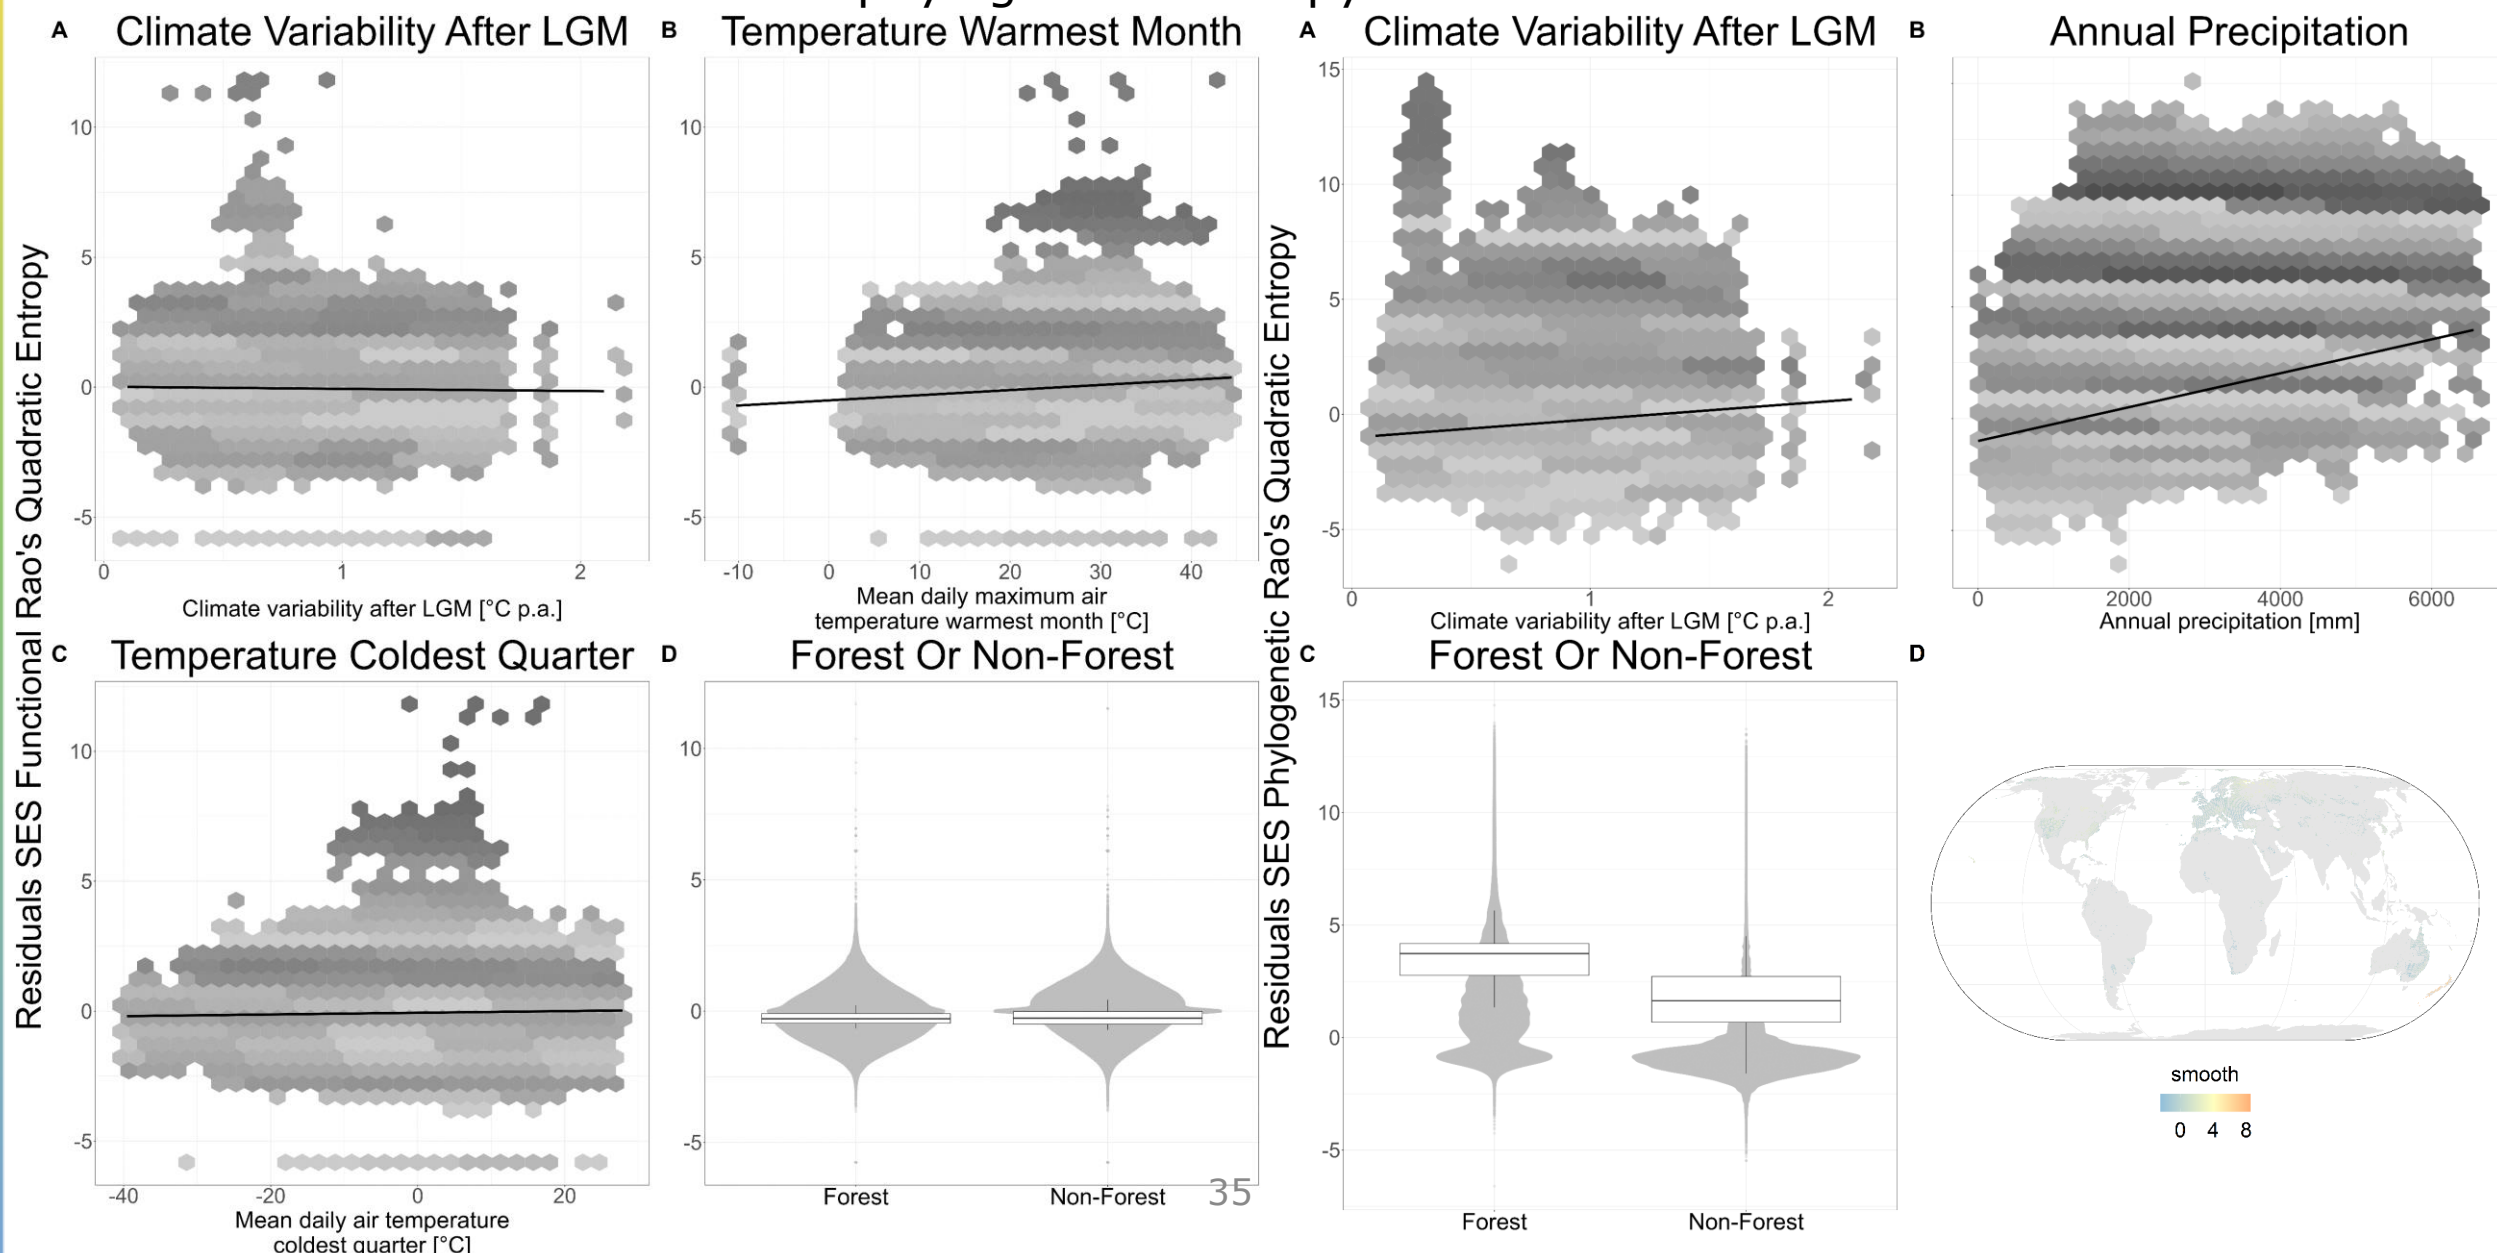 A Climate Variability After LGM
10
5
0
-5
0 1 2
Climate variability after LGM [°C p.a.]
B Temperature Warmest Month
10
5
0
-5
-10 0 10 20 30 40
Mean daily maximum air
temperature warmest month [°C]
Residuals SES Functional Rao's Quadratic Entropy
C Temperature Coldest Quarter
10
5
0
-5
-40 -20 0 20
Mean daily air temperature
coldest quarter [°C]
D Forest Or Non-Forest
10
5
0
-5
Forest Non-Forest
35
A Climate Variability After LGM
15
10
5
0
-5
0 1 2
Climate variability after LGM [°C p.a.]
B Annual Precipitation
0 2000 4000 6000
Annual precipitation [mm]
Residuals SES Phylogenetic Rao's Quadratic Entropy
C Forest Or Non-Forest
15
10
5
0
-5
Forest Non-Forest
D
smooth
0 4 8